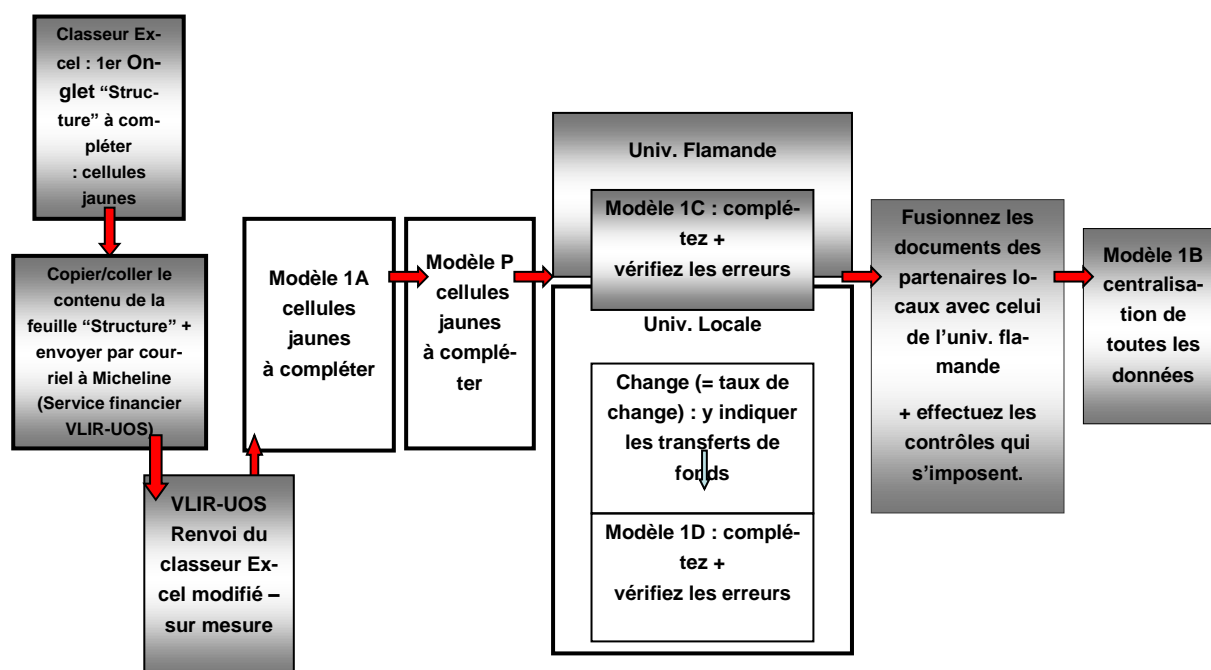 Classeur Ex-
cel : 1er On-
glet “Struc-
ture” à com-
pléter
: cellules
jaunes
Copier/coller le
contenu de la
feuille “Structure” +
envoyer par cour-
riel à Micheline
(Service financier
VLIR-UOS)
VLIR-UOS
Renvoi du
classeur Ex-
cel modifié –
sur mesure
Modèle 1A
cellules
jaunes
à compléter
Modèle P
cellules
jaunes
à complé-
ter
Univ. Flamande
Modèle 1C : complé-
tez +
vérifiez les erreurs
Univ. Locale
Change (= taux de
change) : y indiquer
les transferts de
fonds
Modèle 1D : complé-
tez +
vérifiez les erreurs
Fusionnez les
documents des
partenaires lo-
caux avec celui
de l’univ. fla-
mande
+ effectuez les
contrôles qui
s’imposent.
Modèle 1B
centralisa-
tion de
toutes les
données